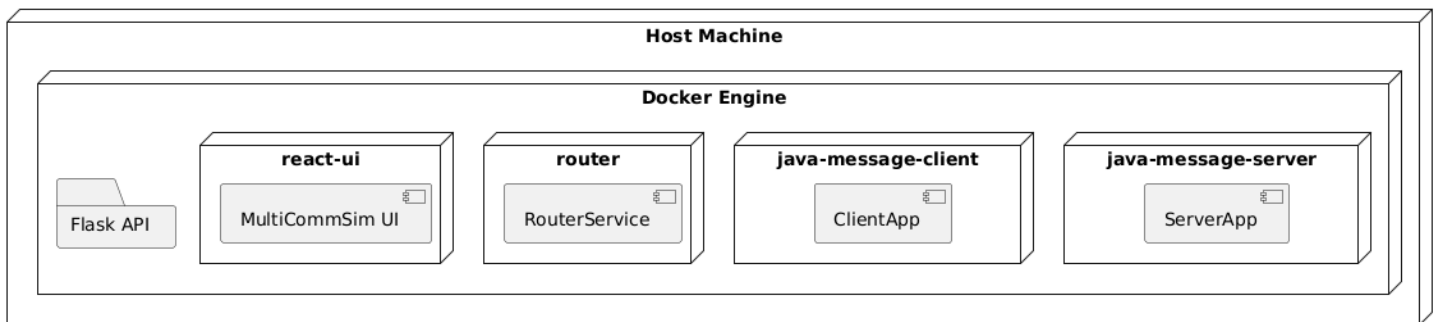 Host Machine
Docker Engine
react-ui
router
java-message-client
java-message-server
Flask API
MultiCommSim UI
RouterService
ClientApp
ServerApp